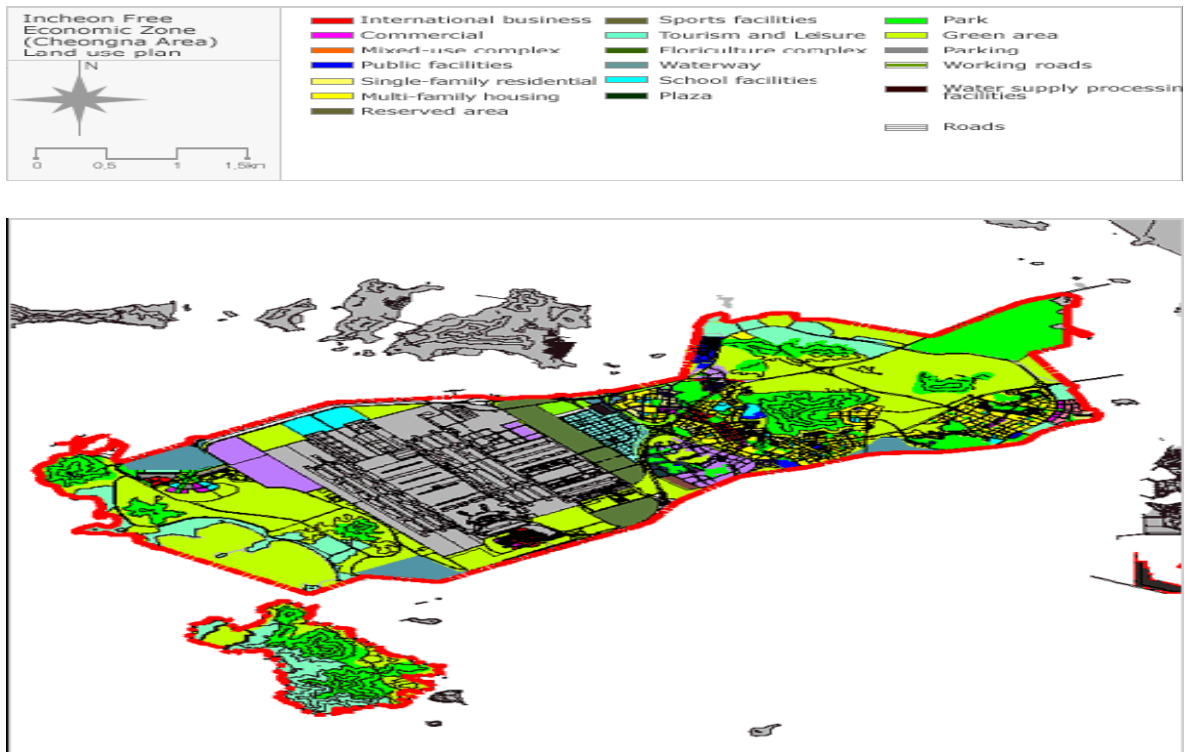 Incheon Free
Economic Zone
(Cheongna Area)
Land use plan
N
0 0,5 1 1,5km
International business
Commercial
Mixed-use complex
Public facilities
Single-family residential
Multi-family housing
Reserved area
Sports facilities
Tourism and Leisure
Floriculture complex
Waterway
School facilities
Plaza
Park
Green area
Parking
Working roads
Water supply processin
facilities
Roads